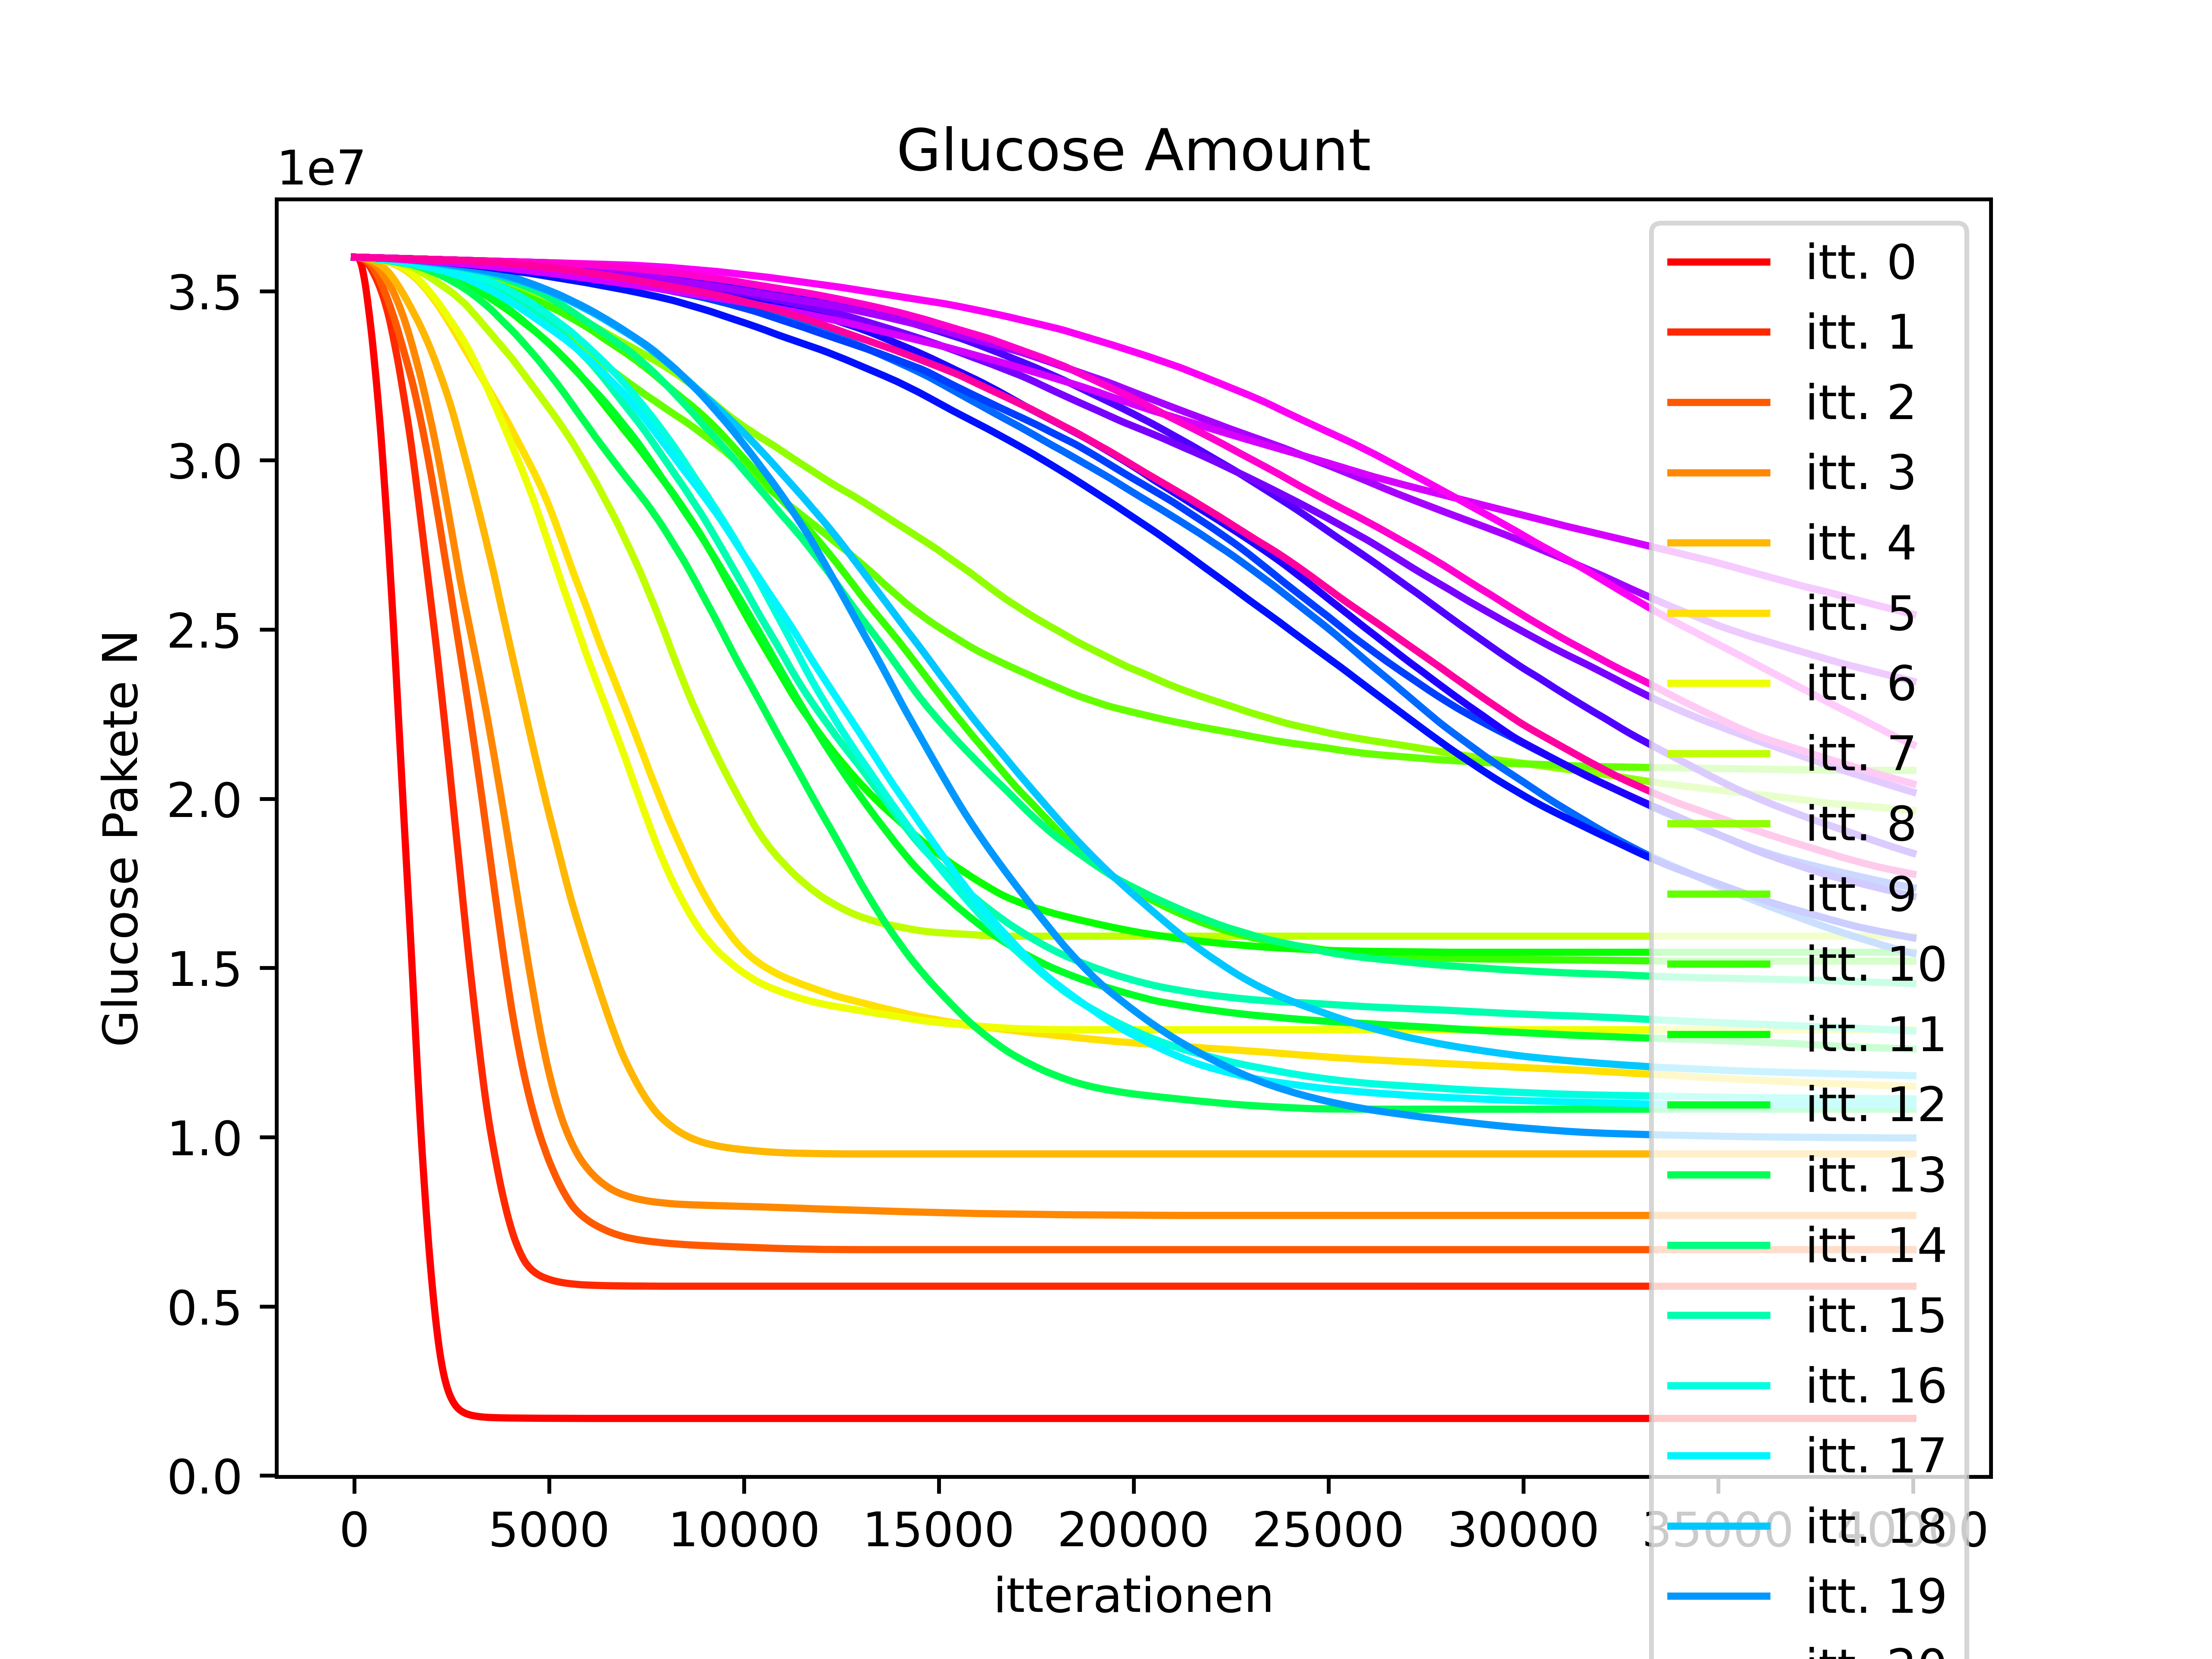 Glucose Amount
1e7
3.5
3.0
2.5
2.0
1.5
1.0
0.5
0.0
Glucose Pakete N
0 5000 10000 15000 20000 25000 30000 35000 40000
itterationen
itt. 0
itt. 1
itt. 2
itt. 3
itt. 4
itt. 5
itt. 6
itt. 7
itt. 8
itt. 9
itt. 10
itt. 11
itt. 12
itt. 13
itt. 14
itt. 15
itt. 16
itt. 17
itt. 18
itt. 19